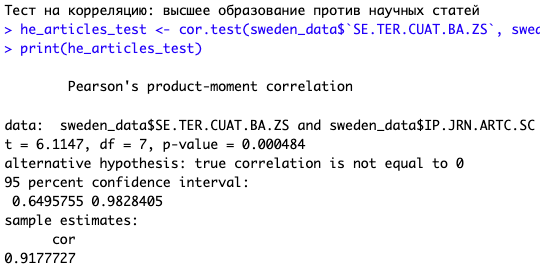 Тест на корреляцию: высшее образование против научных статей
> he_articles_test <- cor.test(sweden_data$`SE.TER.CUAT.BA.ZS`, swed
> print(he_articles_test)
Pearson's product-moment correlation
data:  sweden_data$SE.TER.CUAT.BA.ZS and sweden_data$IP.JRN.ARTC.SC
t = 6.1147, df = 7, p-value = 0.000484
alternative hypothesis: true correlation is not equal to 0
95 percent confidence interval:
0.6495755 0.9828405
sample estimates:
cor
0.9177727